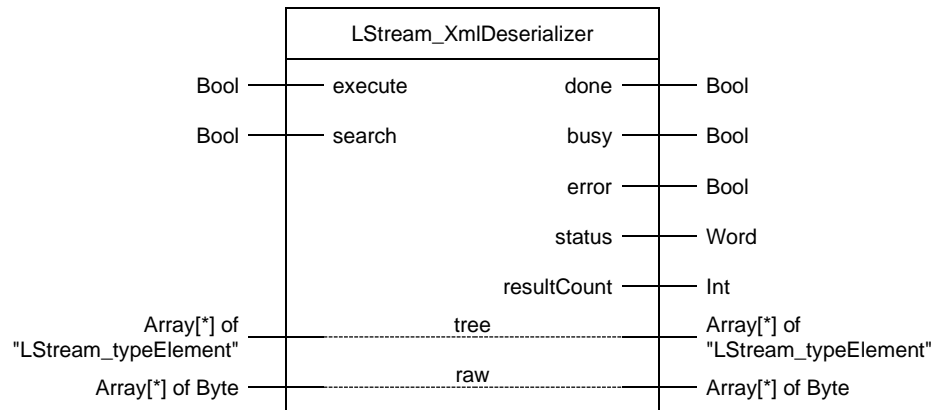 LStream_XmlDeserializer
Bool execute done Bool
Bool search busy Bool
error Bool
status Word
resultCount Int
Array[*] of tree Array[*] of
"LStream_typeElement" "LStream_typeElement"
Array[*] of Byte raw Array[*] of Byte